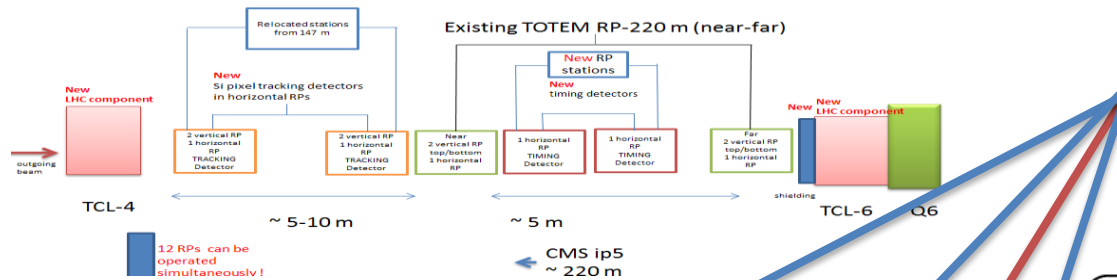 Relocated stations
from 147 m
Existing TOTEM RP-220 m (near-far)
New RP
stations
New
Si pixel tracking detectors
in horizontal RPs
New
timing detectors
New
LHC component
New
New
LHC component
outgoing
beam
2 vertical RP
1 horizontal
RP
TRACKING
Detector
2 vertical RP
1 horizontal
RP
TRACKING
Detector
Near
2 vertical RP
top/bottom
1 horizontal
RP
1 horizontal
RP
TIMING
Detector
1 horizontal
RP
TIMING
Detector
Far
2 vertical RP
top/bottom
1 horizontal
RP
shielding
TCL-4
~ 5-10 m
~ 5 m
TCL-6
Q6
12 RPs can be
operated
simultaneously !
CMS ip5
~ 220 m